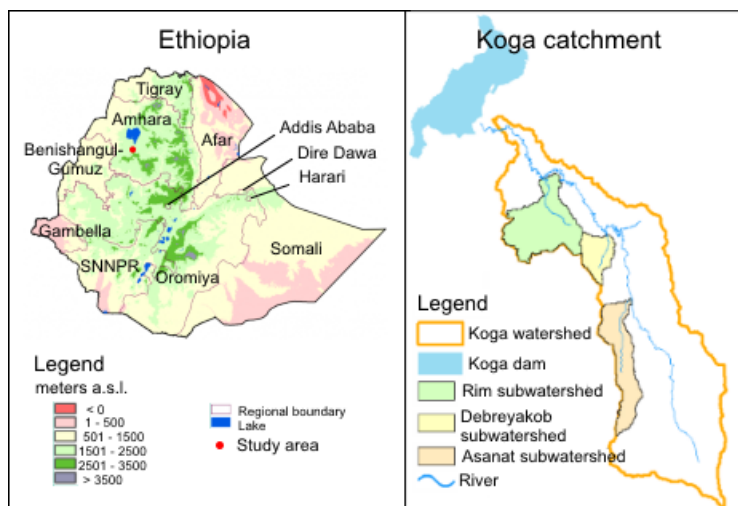 Ethiopia
Tigray
Amhara
Afar
Addis Ababa
Benishangul-
Gumuz
Dire Dawa
Harari
Gambella
Somali
SNNPR
Oromiya
Legend
meters a.s.l.
< 0
1 - 500
501 - 1500
1501 - 2500
2501 - 3500
> 3500
Regional boundary
Lake
Study area
Koga catchment
Legend
Koga watershed
Koga dam
Rim subwatershed
Debreyakob
subwatershed
Asanat subwatershed
River